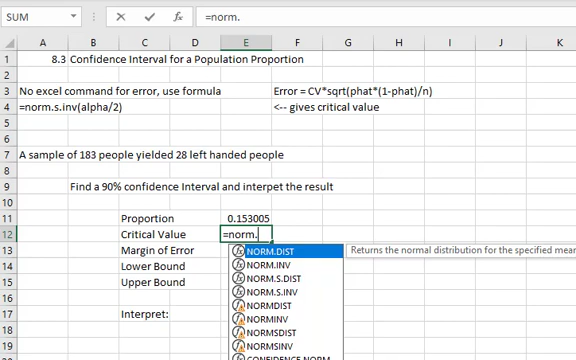 SUM =norm.
A B C D E F G H I J K
1 8.3 Confidence Interval for a Population Proportion
2
3 No excel command for error, use formula Error = CV*sqrt(phat*(1-phat)/n)
4 =norm.s.inv(alpha/2) <-- gives critical value
5
6
7 A sample of 183 people yielded 28 left handed people
8
9 Find a 90% confidence Interval and interpet the result
10
11 Proportion 0.153005
12 Critical Value =norm.
13 Margin of Error NORM.DIST Returns the normal distribution for the specified mean
14 Lower Bound NORM.INV
15 Upper Bound NORM.S.DIST
16 NORM.S.INV
17 Interpret: NORMDIST
18 NORMINV
NORMSDIST
19 NORMSINV
CONFIDENCE.NORM